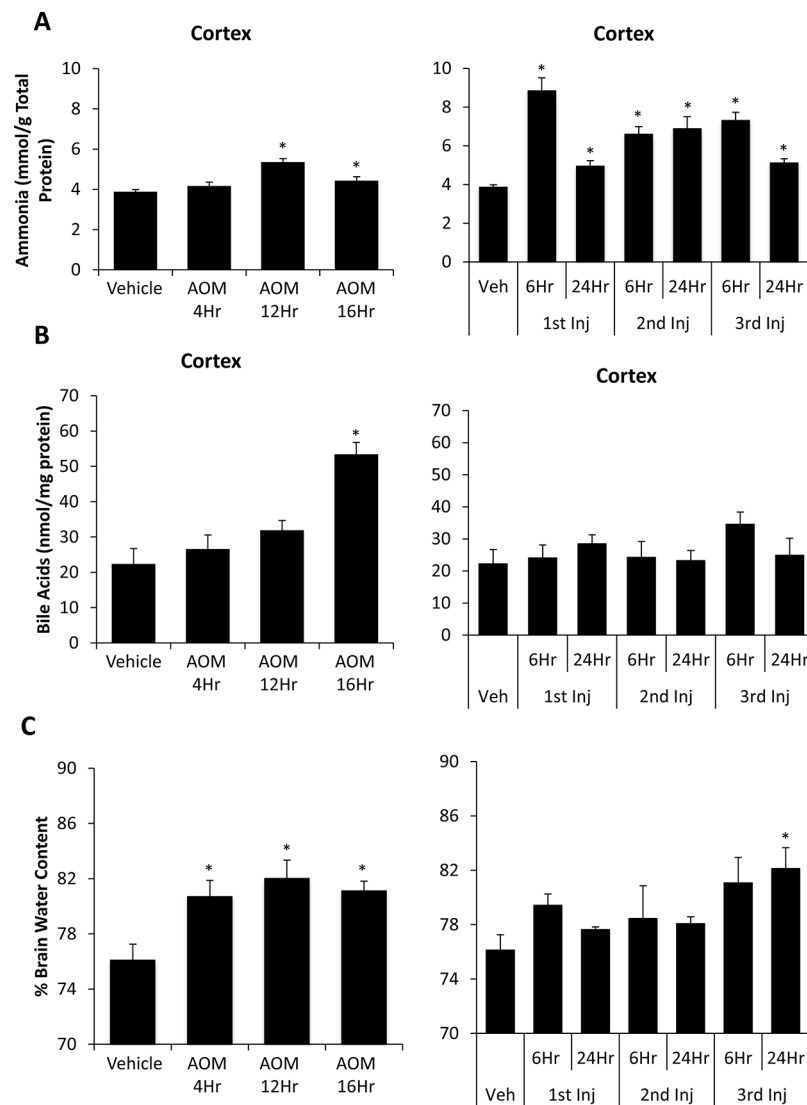 A
Cortex
Ammonia (mmol/g Total
Protein)
10
8
6
4
2
0
*
*
Vehicle AOM AOM AOM
4Hr 12Hr 16Hr
Cortex
10
8
6
4
2
0
*
*
*
*
*
*
Veh 6Hr 24Hr 6Hr 24Hr 6Hr 24Hr
1st Inj 2nd Inj 3rd Inj
B
Cortex
Bile Acids (nmol/mg protein)
70
60
50
40
30
20
10
0
*
Vehicle AOM AOM AOM
4Hr 12Hr 16Hr
Cortex
70
60
50
40
30
20
10
0
6Hr 24Hr 6Hr 24Hr 6Hr 24Hr
Veh 1st Inj 2nd Inj 3rd Inj
C
% Brain Water Content
90
86
82
78
74
70
*
*
*
Vehicle AOM AOM AOM
4Hr 12Hr 16Hr
90
86
82
78
74
70
*
6Hr 24Hr 6Hr 24Hr 6Hr 24Hr
Veh 1st Inj 2nd Inj 3rd Inj